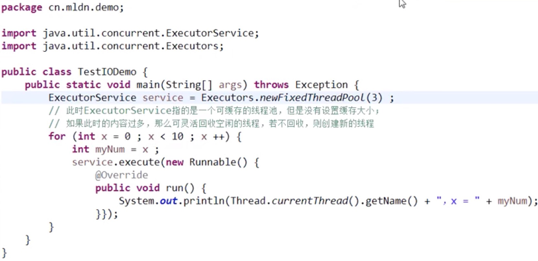 package cn.mldn.demo;
import java.util.concurrent.ExecutorService;
import java.util.concurrent.Executors;
public class TestIODemo {
public static void main(String[] args) throws Exception {
ExecutorService service = Executors.newFixedThreadPool(3) ;
// 此时ExecutorService指的是一个可缓存的线程池，但是没有设置缓存大小；
// 如果此时的内容过多，那么可灵活回收空闲的线程，若不回收，则创建新的线程
for (int x = 0 ; x < 10 ; x ++) {
int myNum = x ;
service.execute(new Runnable() {
@Override
public void run() {
System.out.println(Thread.currentThread().getName() + "，x = " + myNum);
}});
}
}
}